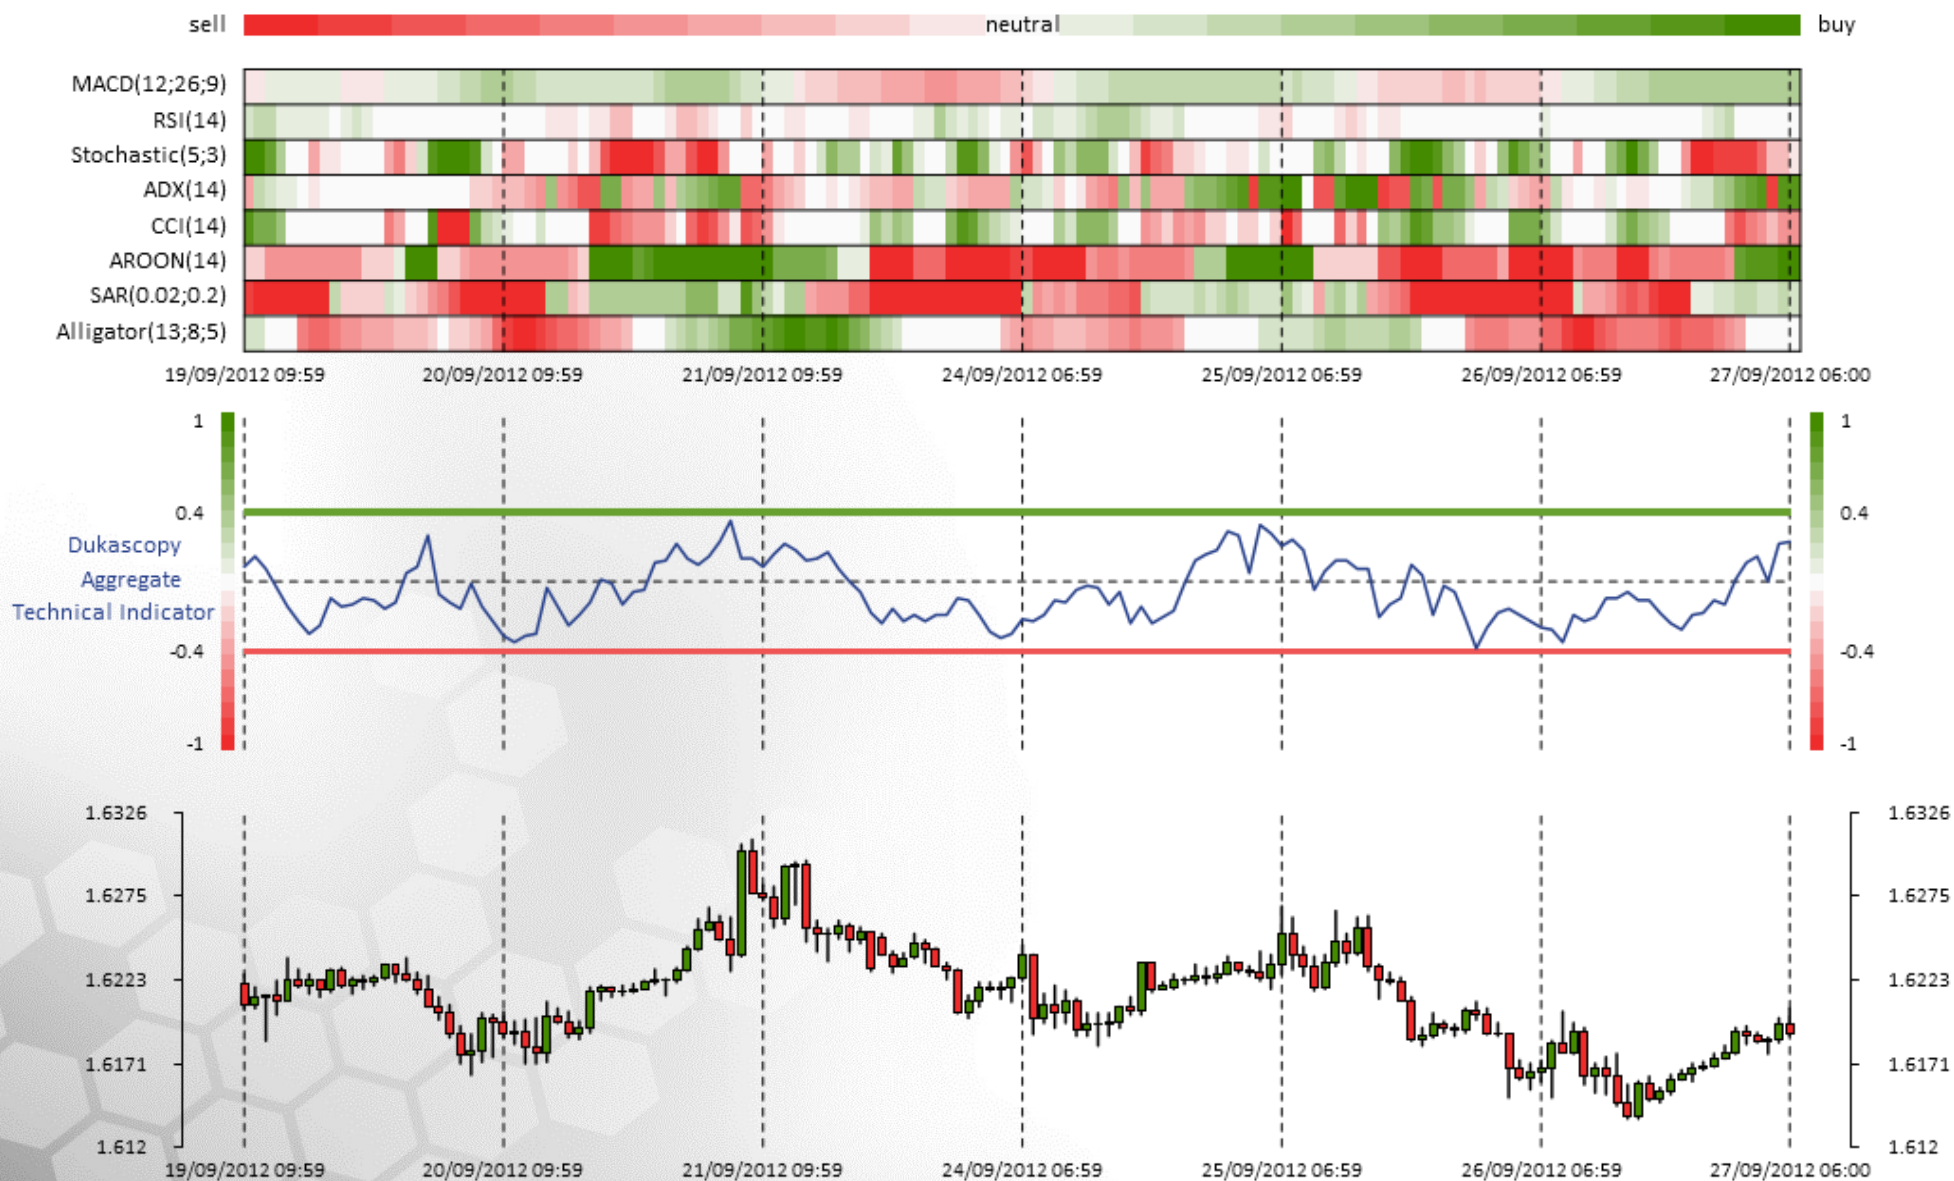 sell neutral buy
MACD(12;26;9)
RSI(14)
Stochastic(5;3)
ADX(14)
CCI(14)
AROON(14)
SAR(0.02;0.2)
Alligator(13;8;5)
19/09/2012 09:59 20/09/2012 09:59 21/09/2012 09:59 24/09/2012 06:59 25/09/2012 06:59 26/09/2012 06:59 27/09/2012 06:00
1 1
0.4 0.4
Dukascopy
Aggregate
Technical Indicator
-0.4 -0.4
-1 -1
1.6326 1.6326
1.6275 1.6275
1.6223 1.6223
1.6171 1.6171
1.612 1.612
19/09/2012 09:59 20/09/2012 09:59 21/09/2012 09:59 24/09/2012 06:59 25/09/2012 06:59 26/09/2012 06:59 27/09/2012 06:00